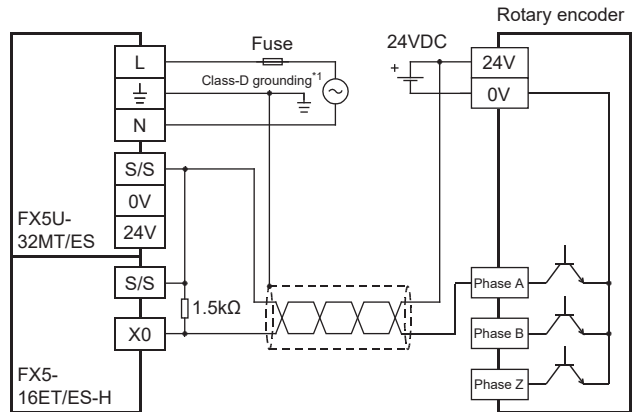 Rotary encoder
Fuse
24VDC
L
Class-D grounding*1
+
24V
0V
N
S/S
0V
24V
FX5U-
32MT/ES
S/S
1.5kΩ
X0
FX5-
16ET/ES-H
Phase A
Phase B
Phase Z